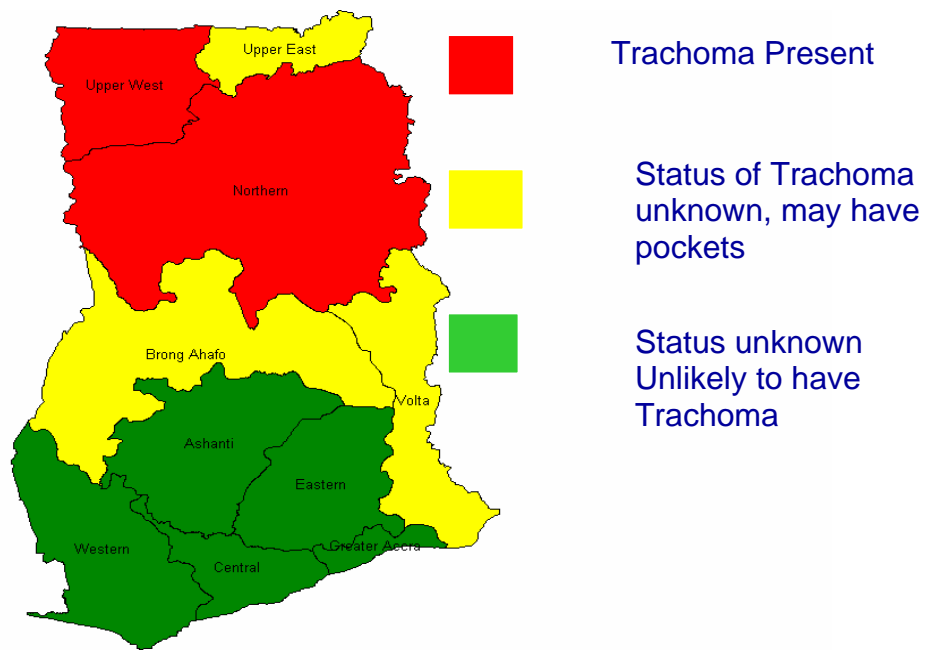 Upper East
Trachoma Present
Upper West
Northern
Status of Trachoma
unknown, may have
pockets
Brong Ahafo
Status unknown
Unlikely to have
Trachoma
Volta
Ashanti
Eastern
Western
Greater Accra
Central